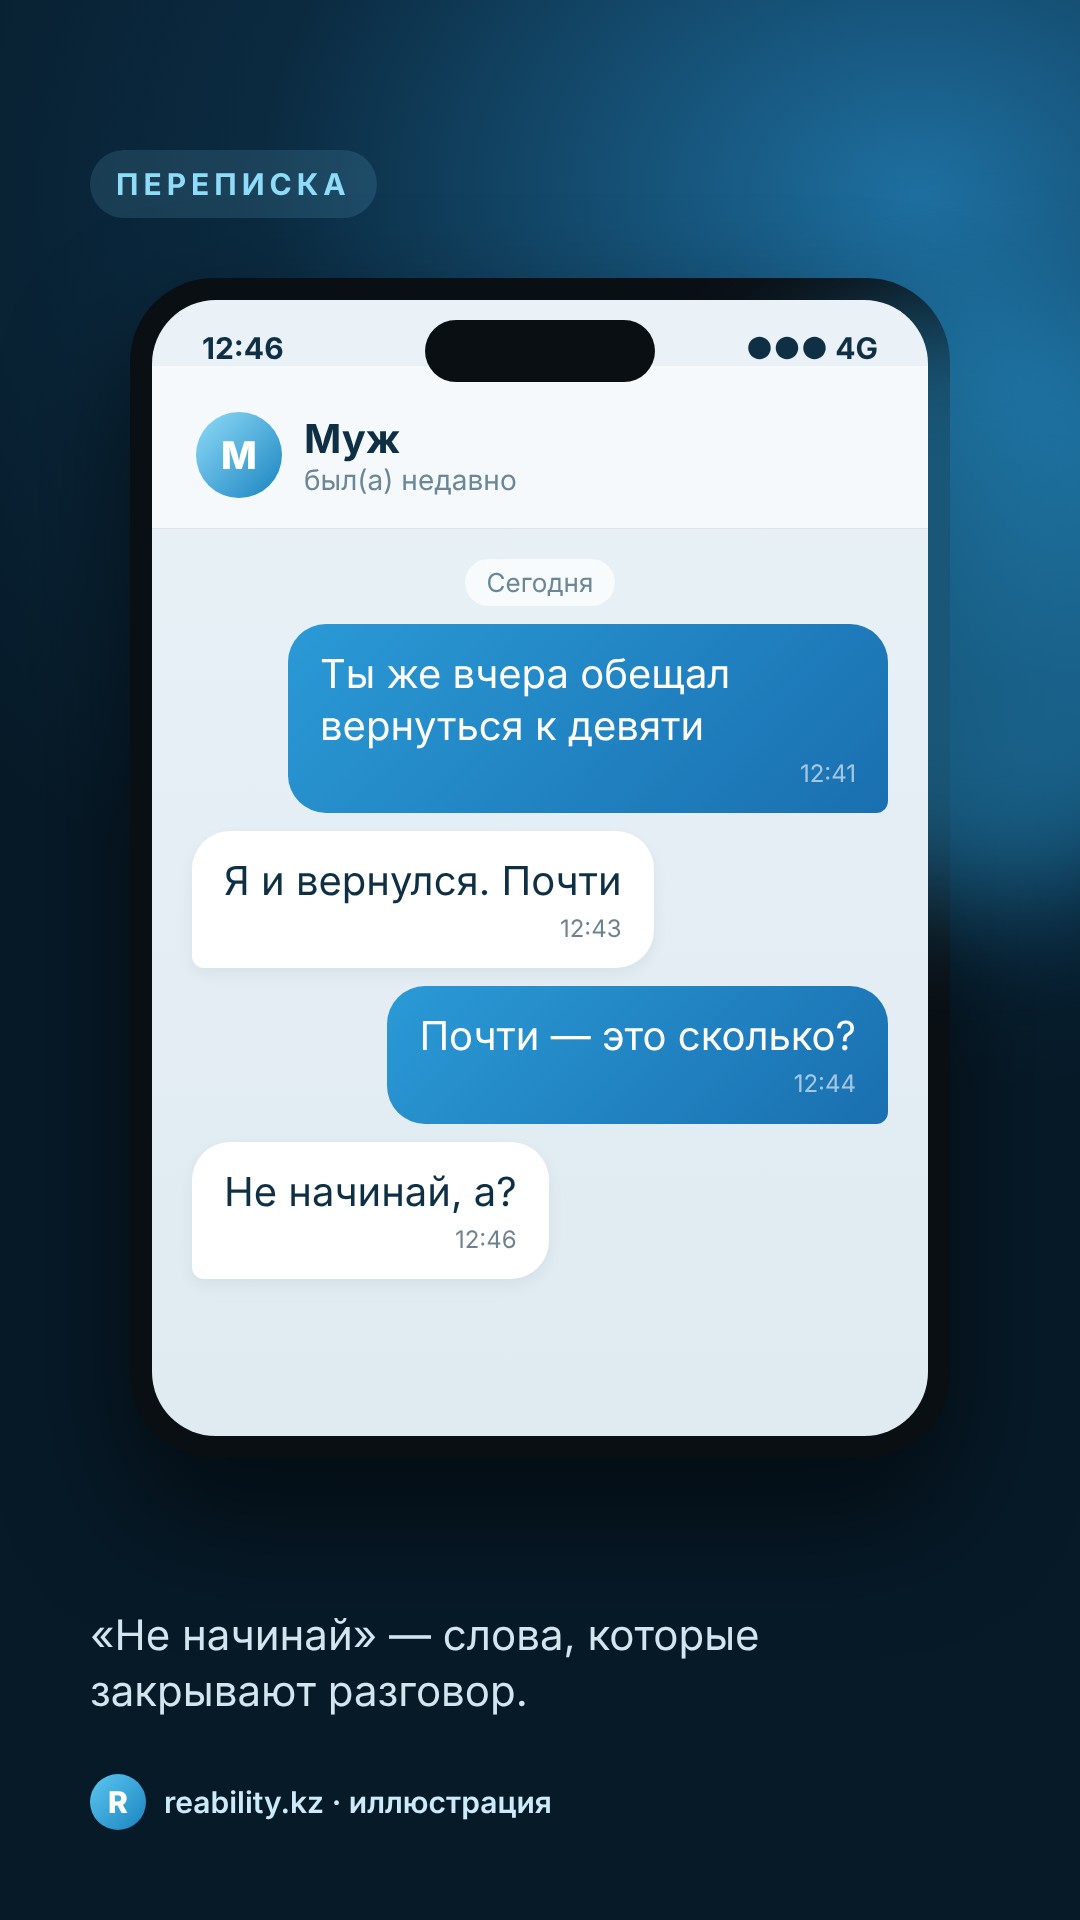 ПЕРЕПИСКА
12:46
4G
М
Муж
был(а) недавно
Сегодня
Ты же вчера обещал
вернуться к девяти
12:41
Я и вернулся. Почти
12:43
Почти — это сколько?
12:44
Не начинай, а?
12:46
«Не начинай» — слова, которые
закрывают разговор.
R
reability.kz · иллюстрация